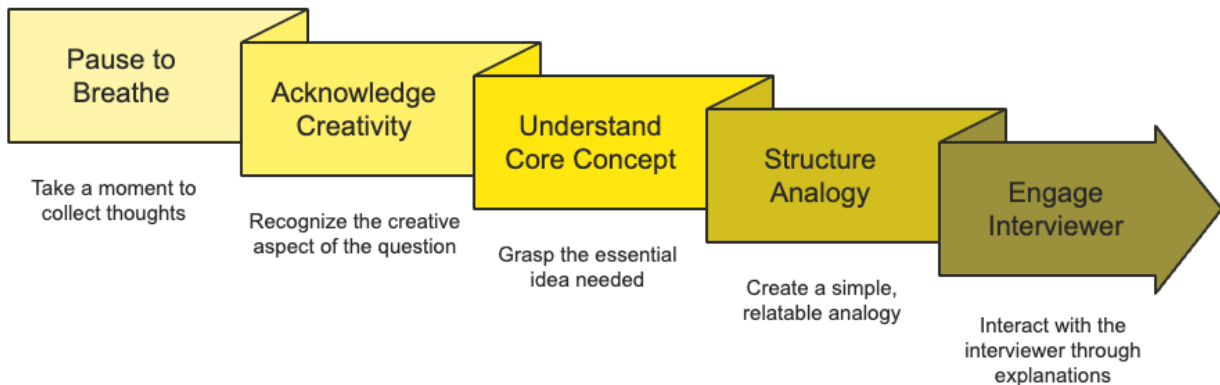 Pause to
Breathe
Take a moment to
collect thoughts
Acknowledge
Creativity
Recognize the creative
aspect of the question
Understand
Core Concept
Grasp the essential
idea needed
Structure
Analogy
Create a simple,
relatable analogy
Engage
Interviewer
Interact with the
interviewer through
explanations